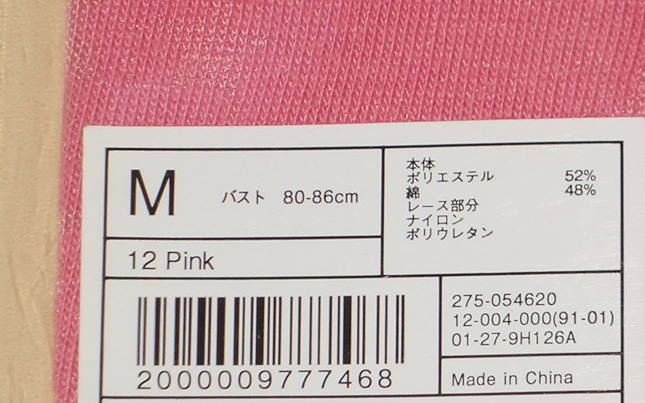 M バスト 80-86cm
12 Pink
本体
ポリエステル 52%
綿 48%
レース部分
ナイロン
ポリウレタン
2000009777468
275-054620
12-004-000(91-01)
01-27-9H126A
Made in China